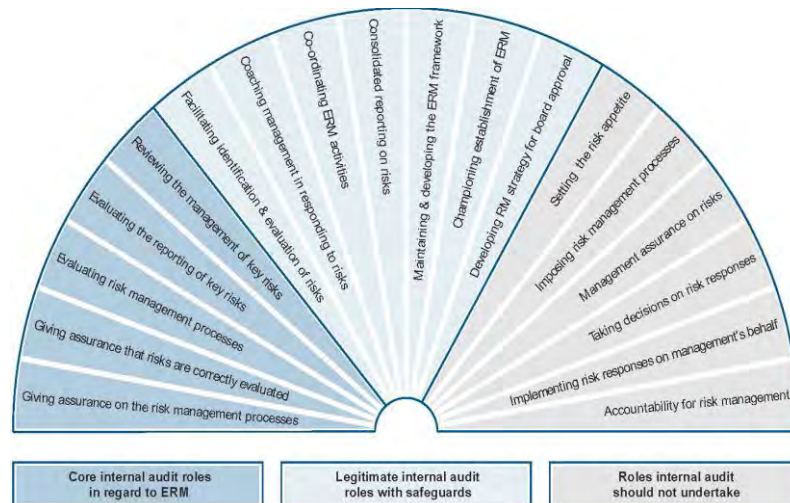 Giving assurance on the risk management processes
Giving assurance that risks are correctly evaluated
Evaluating risk management processes
Evaluating the reporting of key risks
Reviewing the management of key risks
Facilitating identification & evaluation of risks
Coaching management in responding to risks
Co-ordinating ERM activities
Consolidated reporting on risks
Maintaining & developing the ERM framework
Championing establishment of ERM
Developing RM strategy for board approval
Setting the risk appetite
Imposing risk management processes
Management assurance on risks
Taking decisions on risk responses
Implementing risk responses on management's behalf
Accountability for risk management
Core internal audit roles
in regard to ERM
Legitimate internal audit
roles with safeguards
Roles internal audit
should not undertake